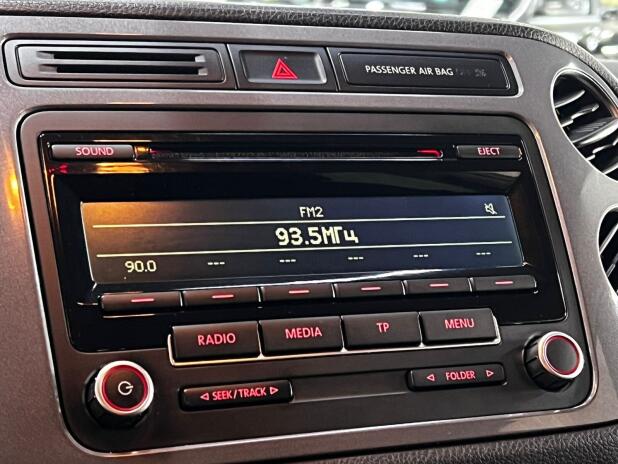 PASSENGER AIR BAG
SOUND
EJECT
FM2
93.5МГц
90.0 --- --- --- --- ---
RADIO
MEDIA
TP
MENU
SEEK/TRACK
FOLDER